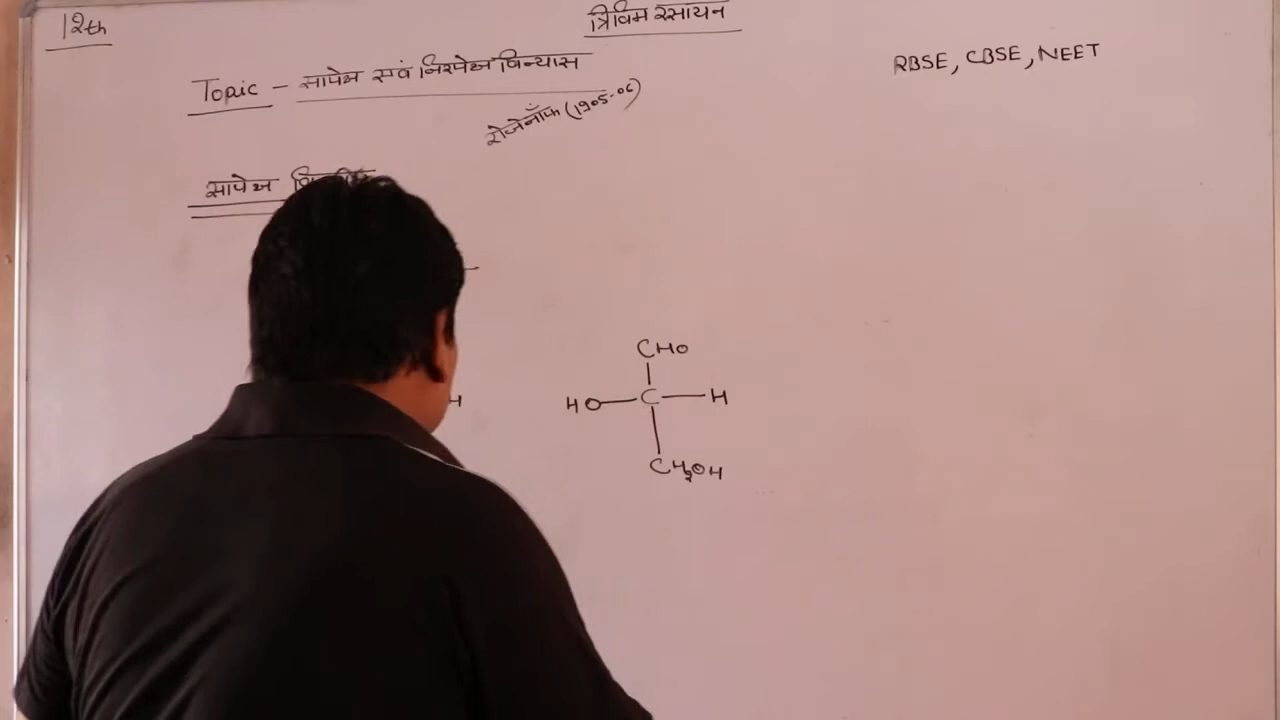 12th
त्रिविम रसायन
RBSE, CBSE, NEET
Topic - सापेक्ष एवं निरपेक्ष विन्यास
रोजेनॉफ (1905-06)
सापेक्ष
CHO
HO—C—H
CH₂OH
H